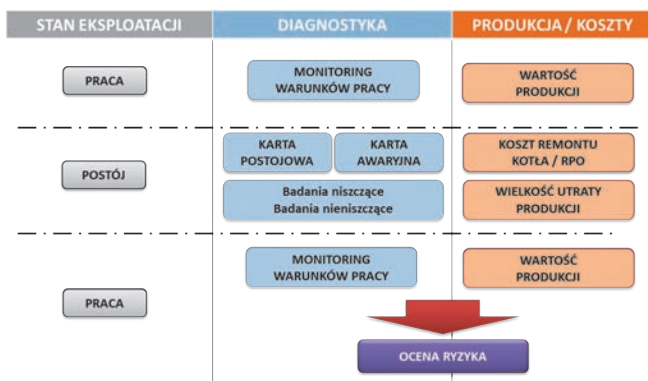 STAN EKSPLOATACJI
DIAGNOSTYKA
PRODUKCJA / KOSZTY
PRACA
MONITORING
WARUNKÓW PRACY
WARTOŚĆ
PRODUKCJI
POSTÓJ
KARTA
POSTOJOWA
KARTA
AWARYJNA
KOSZT REMONTU
KOTŁA / RPO
Badania niszczące
Badania nieniszczące
WIELKOŚĆ UTRATY
PRODUKCJI
PRACA
MONITORING
WARUNKÓW PRACY
WARTOŚĆ
PRODUKCJI
OCENA RYZYKA